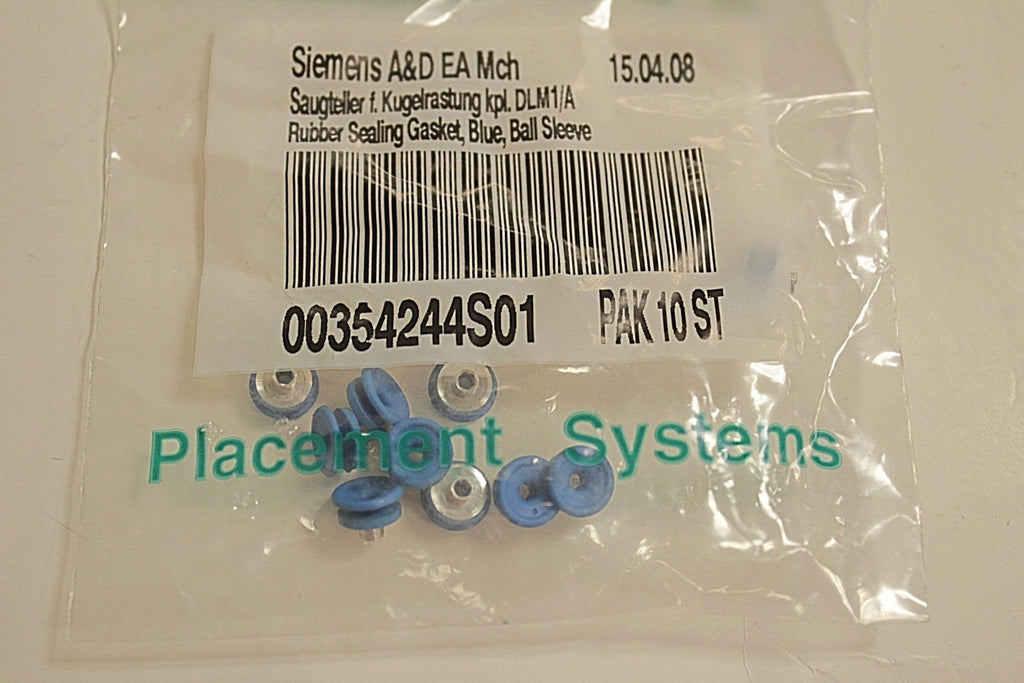 Siemens A&D EA Mch 15.04.08
Saugteller f. Kugelrastung kpl. DLM1/A
Rubber Sealing Gasket, Blue, Ball Sleeve
00354244S01 PAK 10 ST
Placement Systems